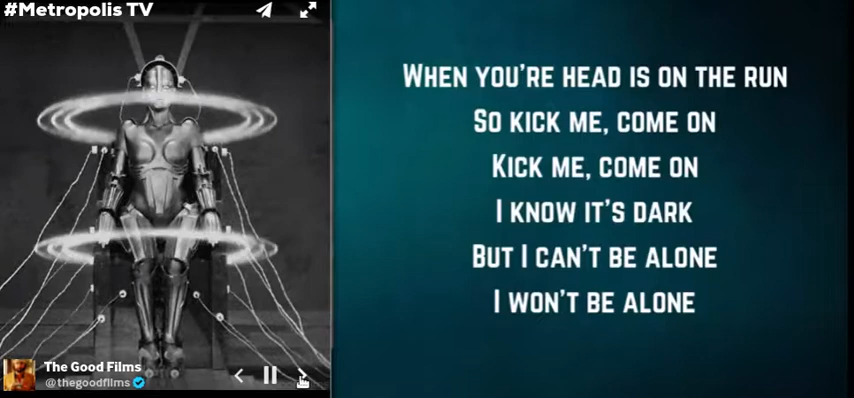 #Metropolis TV
The Good Films
@thegoodfilms
WHEN YOU'RE HEAD IS ON THE RUN
SO KICK ME, COME ON
KICK ME, COME ON
I KNOW IT'S DARK
BUT I CAN'T BE ALONE
I WON'T BE ALONE